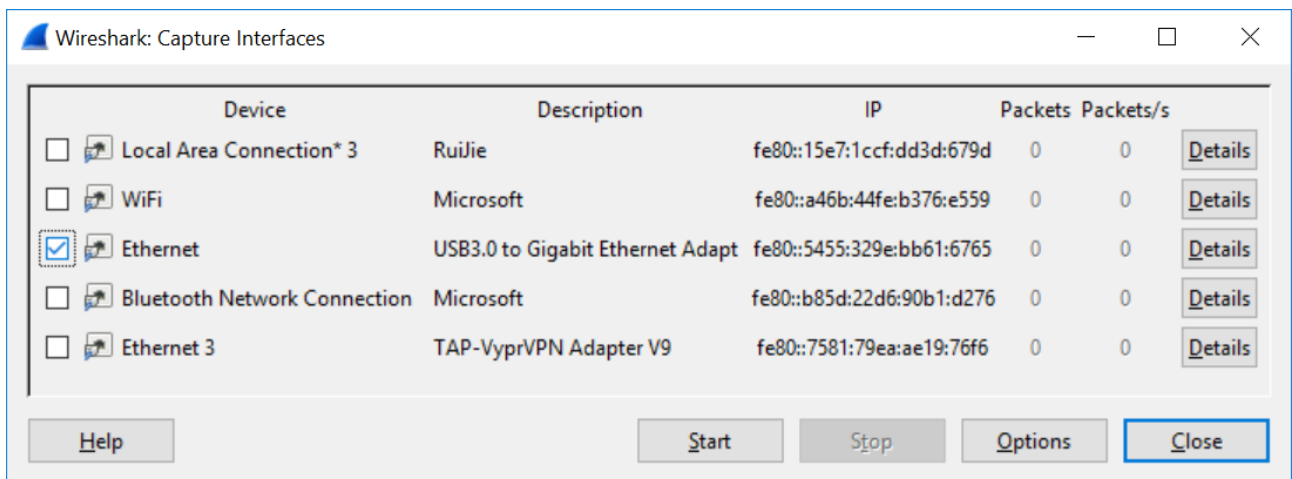 Wireshark: Capture Interfaces
Device Description IP Packets Packets/s
Local Area Connection* 3 RuiJie fe80::15e7:1ccf:dd3d:679d 0 0 Details
WiFi Microsoft fe80::a46b:44fe:b376:e559 0 0 Details
Ethernet USB3.0 to Gigabit Ethernet Adapt fe80::5455:329e:bb61:6765 0 0 Details
Bluetooth Network Connection Microsoft fe80::b85d:22d6:90b1:d276 0 0 Details
Ethernet 3 TAP-VyprVPN Adapter V9 fe80::7581:79ea:ae19:76f6 0 0 Details
Help Start Stop Options Close